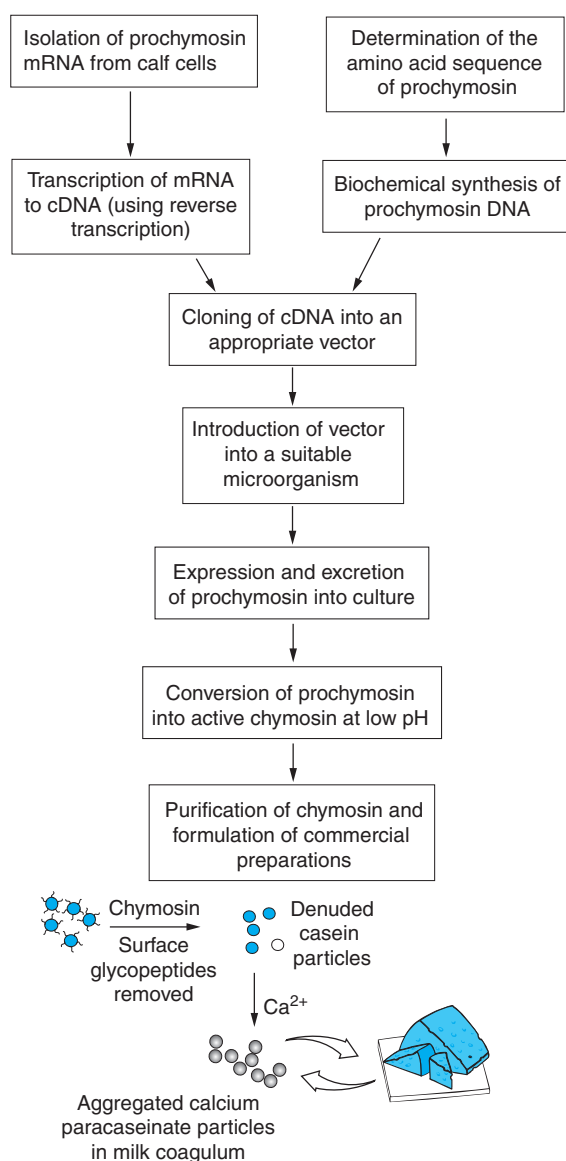 Isolation of prochymosin
mRNA from calf cells
Determination of the
amino acid sequence
of prochymosin
Transcription of mRNA
to cDNA (using reverse
transcription)
Biochemical synthesis of
prochymosin DNA
Cloning of cDNA into an
appropriate vector
Introduction of vector
into a suitable
microorganism
Expression and excretion
of prochymosin into culture
Conversion of prochymosin
into active chymosin at low pH
Purification of chymosin and
formulation of commercial
preparations
Chymosin
Surface
glycopeptides
removed
Denuded
casein
particles
Ca²⁺
Aggregated calcium
paracaseinate particles
in milk coagulum